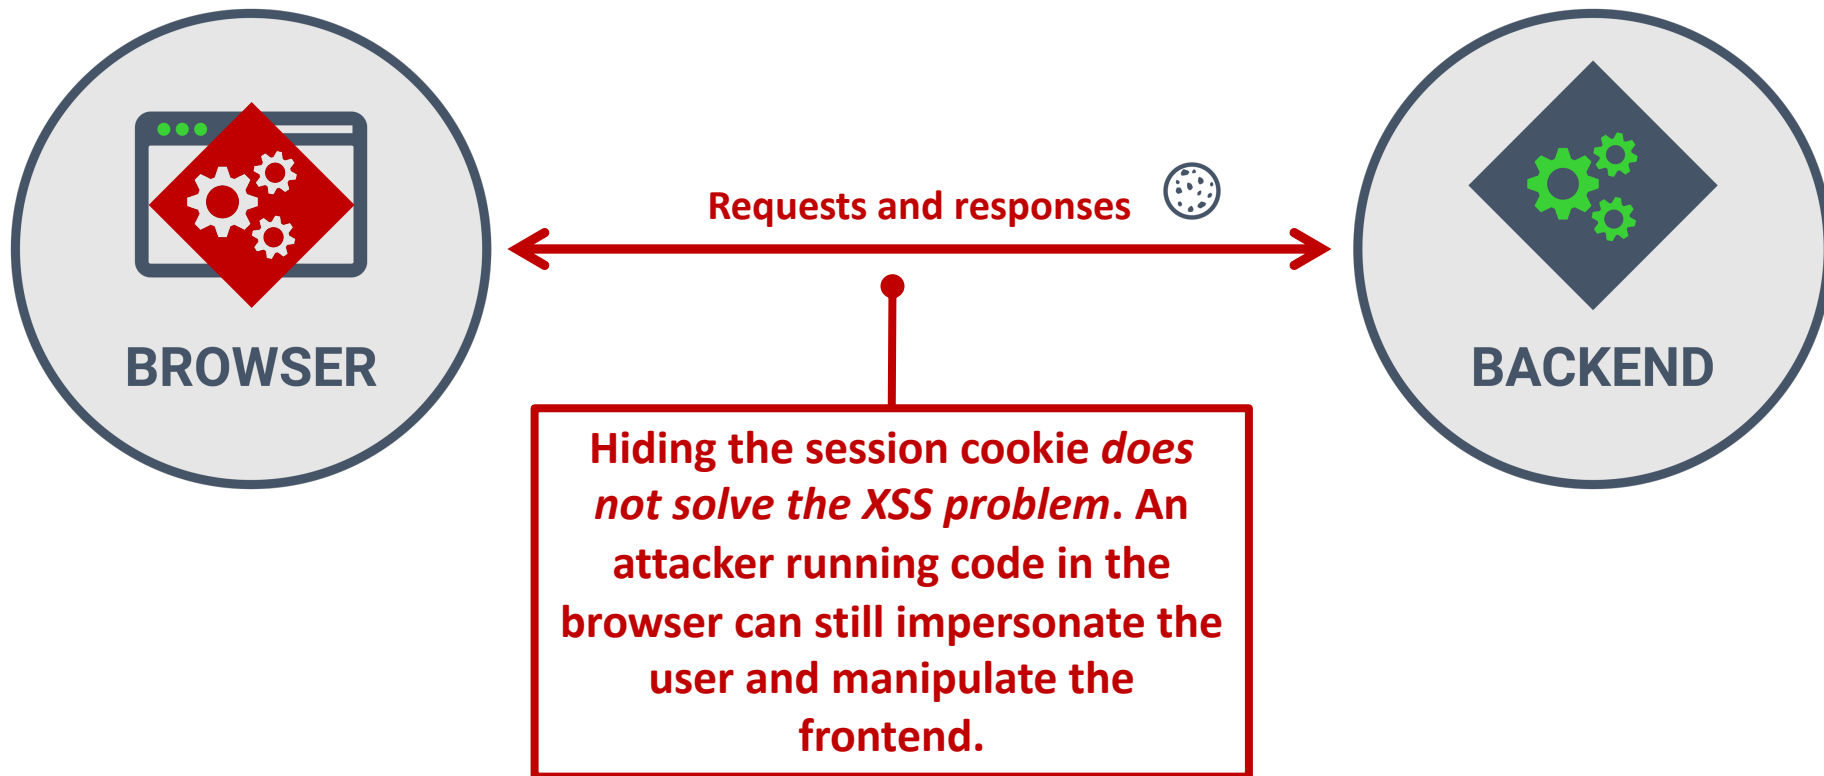 Requests and responses
BROWSER
BACKEND
Hiding the session cookie does
not solve the XSS problem. An
attacker running code in the
browser can still impersonate the
user and manipulate the
frontend.